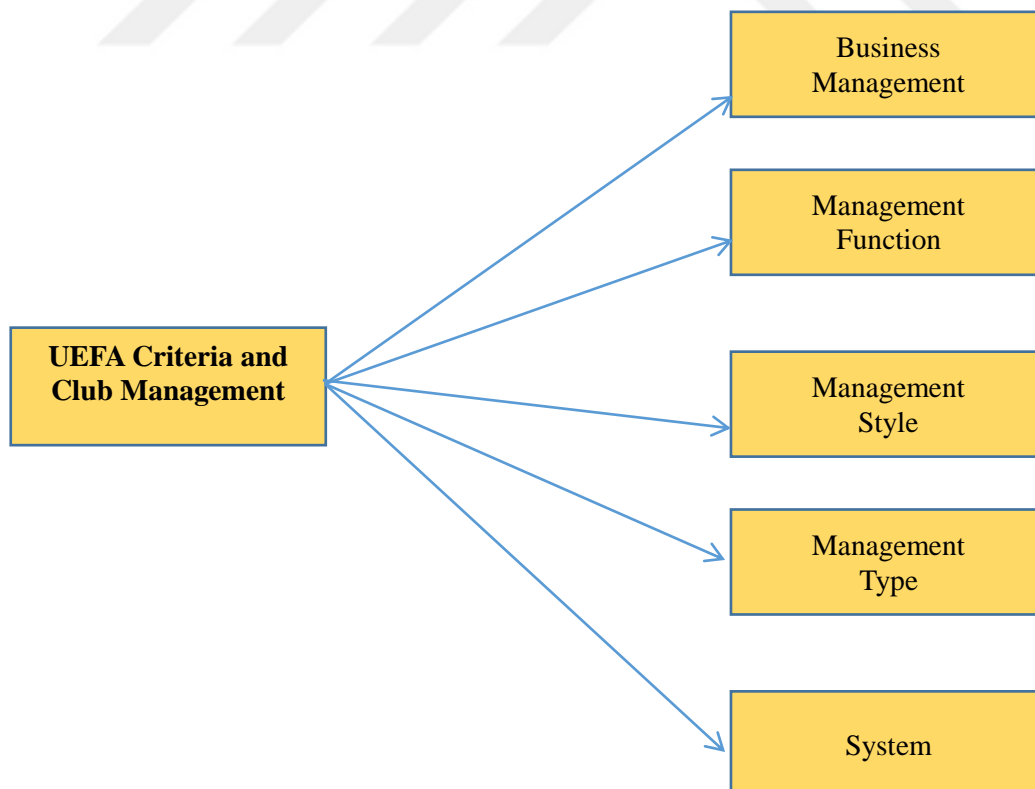 Business
Management
Management
Function
UEFA Criteria and
Club Management
Management
Style
Management
Type
System